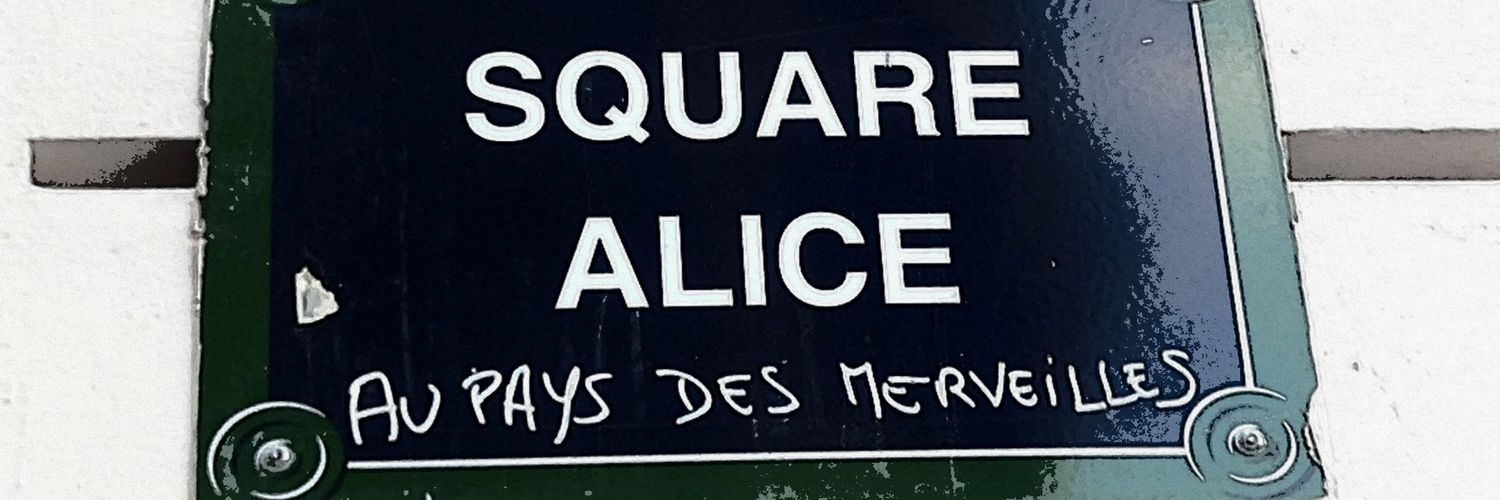 SQUARE
ALICE
AU PAYS DES MERVEiLLES